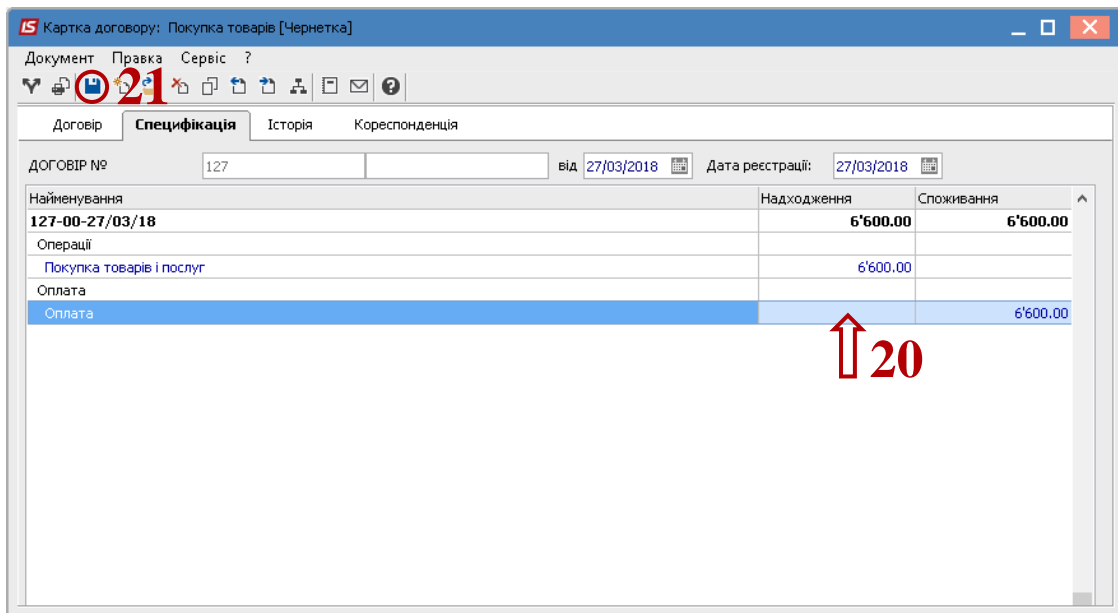 IS Картка договору: Покупка товарів [Чернетка]
Документ Правка Сервіс ?
21
Договір Специфікація Історія Кореспонденція
ДОГОВІР № 127 від 27/03/2018 Дата реєстрації: 27/03/2018
Найменування Надходження Споживання
127-00-27/03/18 6'600.00 6'600.00
Операції
Покупка товарів і послуг 6'600.00
Оплата
Оплата 6'600.00
20